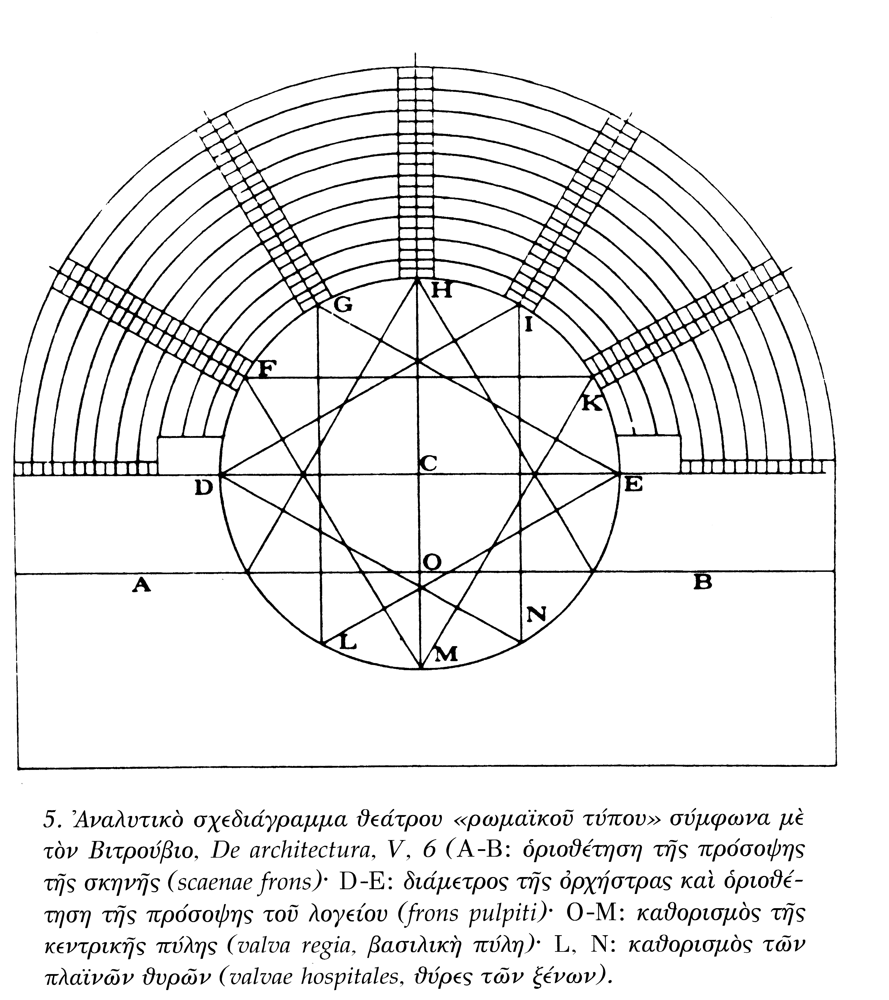 H
G
I
F
K
C
D
E
O
A
B
N
L
M
5. Ἀναλυτικὸ σχεδιάγραμμα θεάτρου «ρωμαϊκοῦ τύπου» σύμφωνα μὲ
τὸν Βιτρούβιο, De architectura, V, 6 (A-B: ὁριοθέτηση τῆς πρόσοψης
τῆς σκηνῆς (scaenae frons)· D-E: διάμετρος τῆς ὀρχήστρας καὶ ὁριοθέ-
τηση τῆς πρόσοψης τοῦ λογείου (frons pulpiti)· O-M: καθορισμὸς τῆς
κεντρικῆς πύλης (valva regia, βασιλικὴ πύλη)· L, N: καθορισμὸς τῶν
πλαϊνῶν θυρῶν (valvae hospitales, θύρες τῶν ξένων).